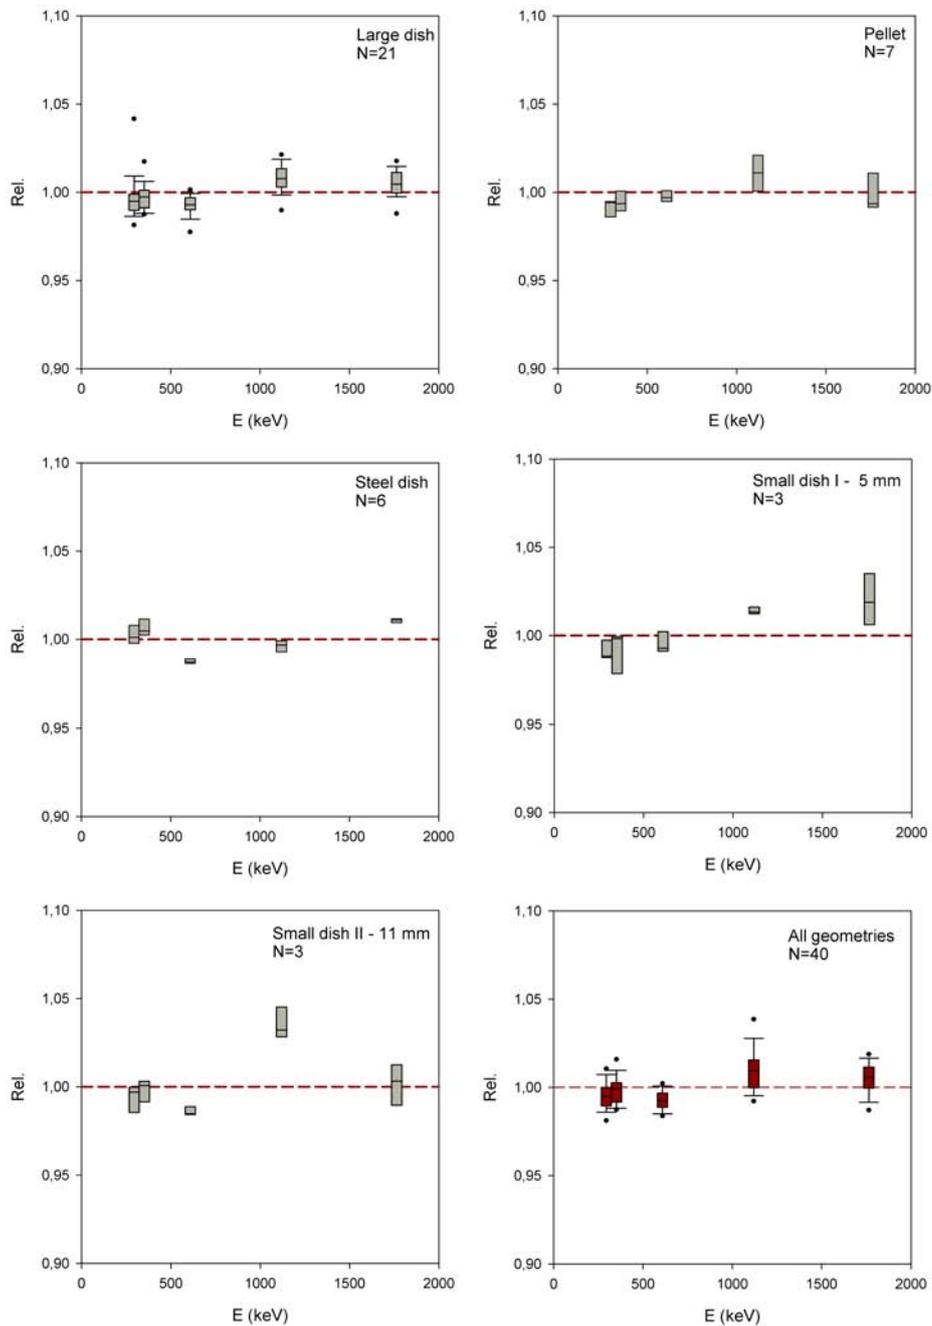 1,10
Large dish
N=21
1,05
Rel.
1,00
0,95
0,90
0 500 1000 1500 2000
E (keV)
1,10
Pellet
N=7
1,05
Rel.
1,00
0,95
0,90
0 500 1000 1500 2000
E (keV)
1,10
Steel dish
N=6
1,05
Rel.
1,00
0,95
0,90
0 500 1000 1500 2000
E (keV)
1,10
Small dish I - 5 mm
N=3
1,05
Rel.
1,00
0,95
0,90
0 500 1000 1500 2000
E (keV)
1,10
Small dish II - 11 mm
N=3
1,05
Rel.
1,00
0,95
0,90
0 500 1000 1500 2000
E (keV)
1,10
All geometries
N=40
1,05
Rel.
1,00
0,95
0,90
0 500 1000 1500 2000
E (keV)